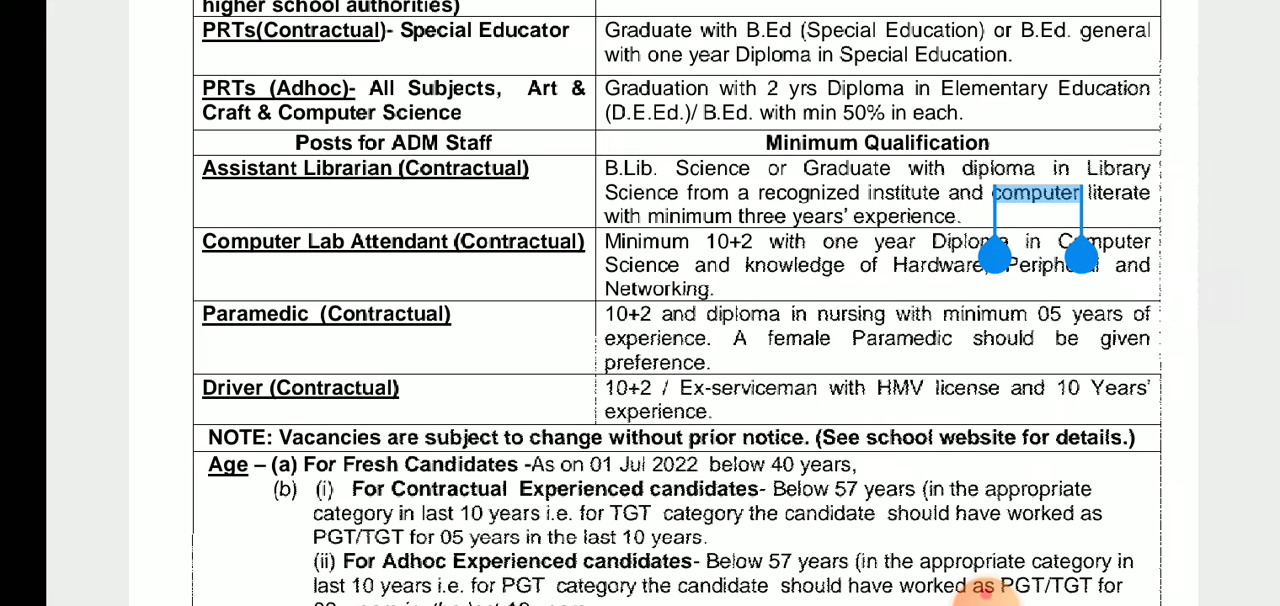 higher school authorities)
PRTs(Contractual)- Special Educator
Graduate with B.Ed (Special Education) or B.Ed. general
with one year Diploma in Special Education.
PRTs (Adhoc)- All Subjects, Art &
Craft & Computer Science
Graduation with 2 yrs Diploma in Elementary Education
(D.E.Ed.)/ B.Ed. with min 50% in each.
Posts for ADM Staff
Minimum Qualification
Assistant Librarian (Contractual)
B.Lib. Science or Graduate with diploma in Library
Science from a recognized institute and computer literate
with minimum three years' experience.
Computer Lab Attendant (Contractual)
Minimum 10+2 with one year Diploma in Computer
Science and knowledge of Hardware, and
Networking.
Paramedic (Contractual)
10+2 and diploma in nursing with minimum 05 years of
experience. A female Paramedic should be given
preference.
Driver (Contractual)
10+2 / Ex-serviceman with HMV license and 10 Years'
experience.
NOTE: Vacancies are subject to change without prior notice. (See school website for details.)
Age – (a) For Fresh Candidates -As on 01 Jul 2022 below 40 years,
(b) (i) For Contractual Experienced candidates- Below 57 years (in the appropriate
category in last 10 years i.e. for TGT category the candidate should have worked as
PGT/TGT for 05 years in the last 10 years.
(ii) For Adhoc Experienced candidates- Below 57 years (in the appropriate category in
last 10 years i.e. for PGT category the candidate should have worked as PGT/TGT for